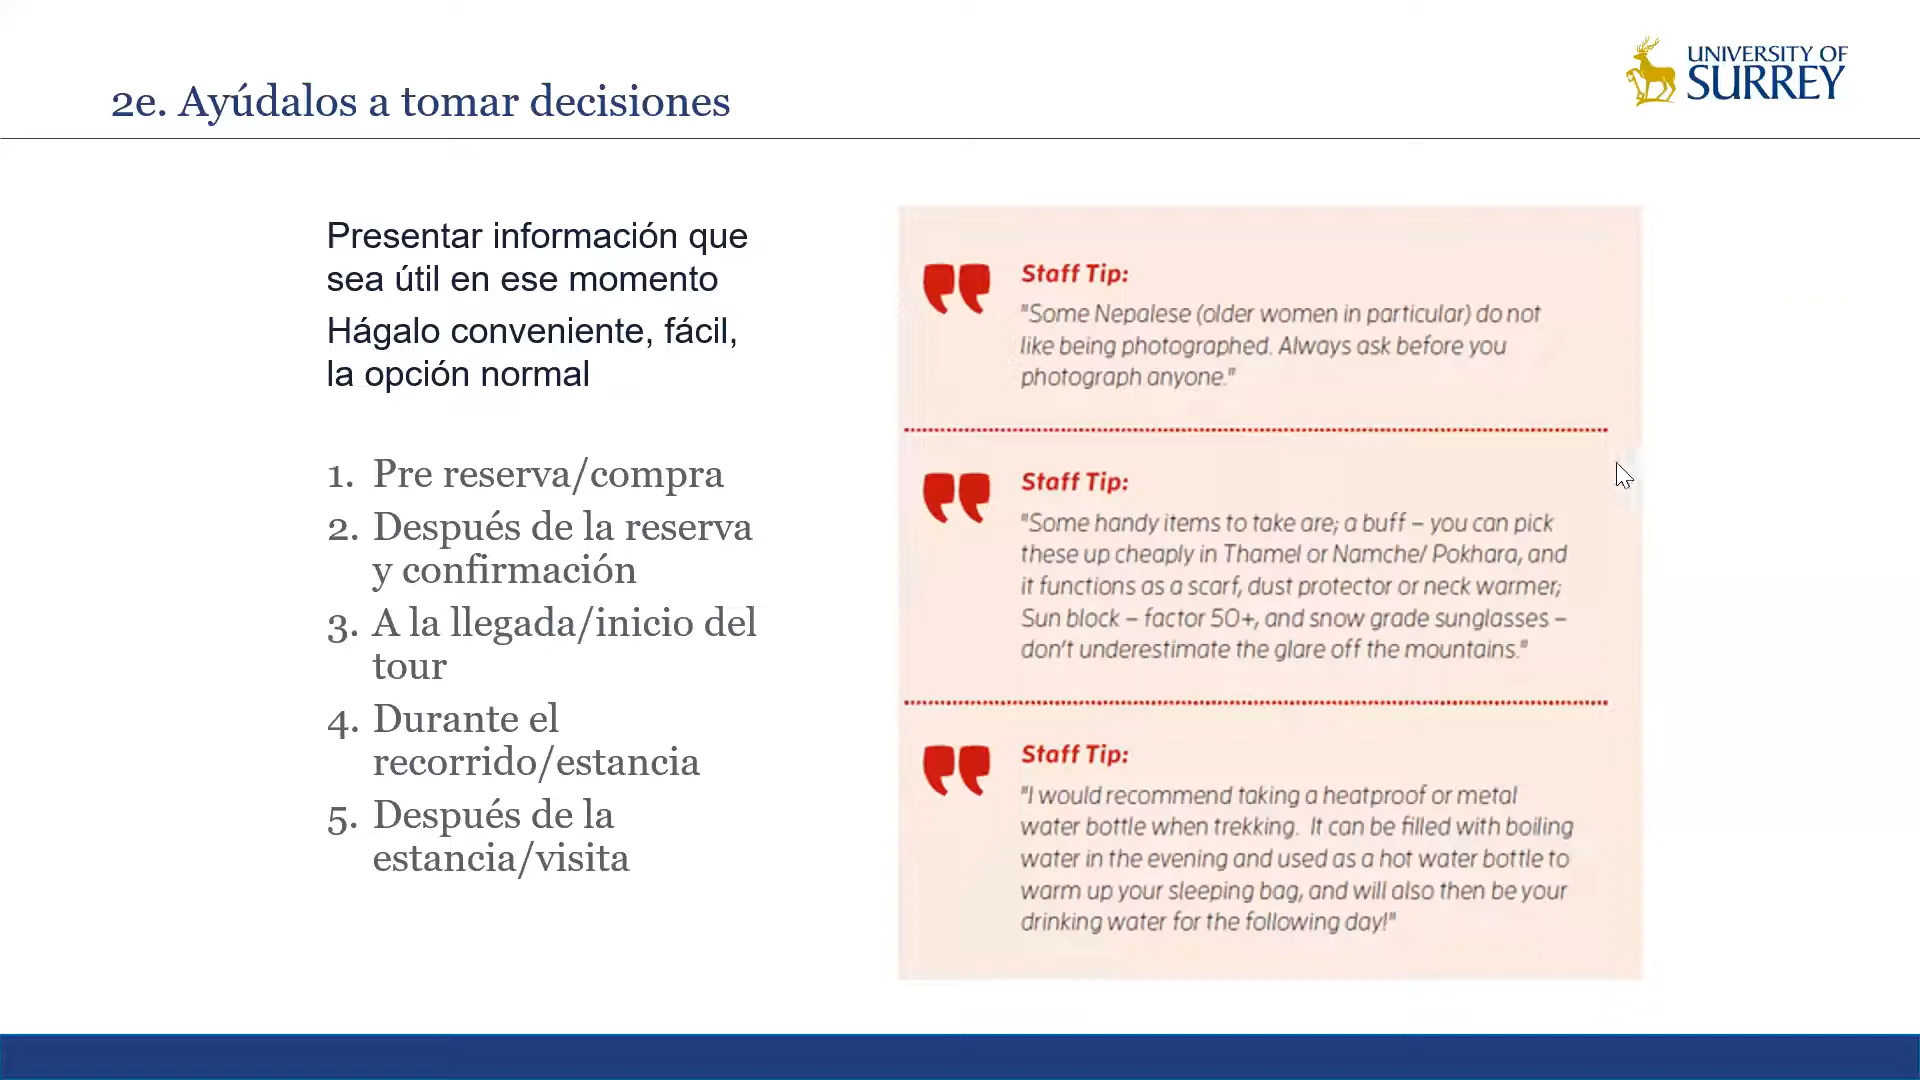 2e. Ayúdalos a tomar decisiones
UNIVERSITY OF
SURREY
Presentar información que
sea útil en ese momento
Hágalo conveniente, fácil,
la opción normal
1. Pre reserva/compra
2. Después de la reserva
y confirmación
3. A la llegada/inicio del
tour
4. Durante el
recorrido/estancia
5. Después de la
estancia/visita
Staff Tip:
"Some Nepalese (older women in particular) do not
like being photographed. Always ask before you
photograph anyone."
Staff Tip:
"Some handy items to take are; a buff – you can pick
these up cheaply in Thamel or Namche/ Pokhara, and
it functions as a scarf, dust protector or neck warmer;
Sun block – factor 50+, and snow grade sunglasses –
don't underestimate the glare off the mountains."
Staff Tip:
"I would recommend taking a heatproof or metal
water bottle when trekking. It can be filled with boiling
water in the evening and used as a hot water bottle to
warm up your sleeping bag, and will also then be your
drinking water for the following day!"